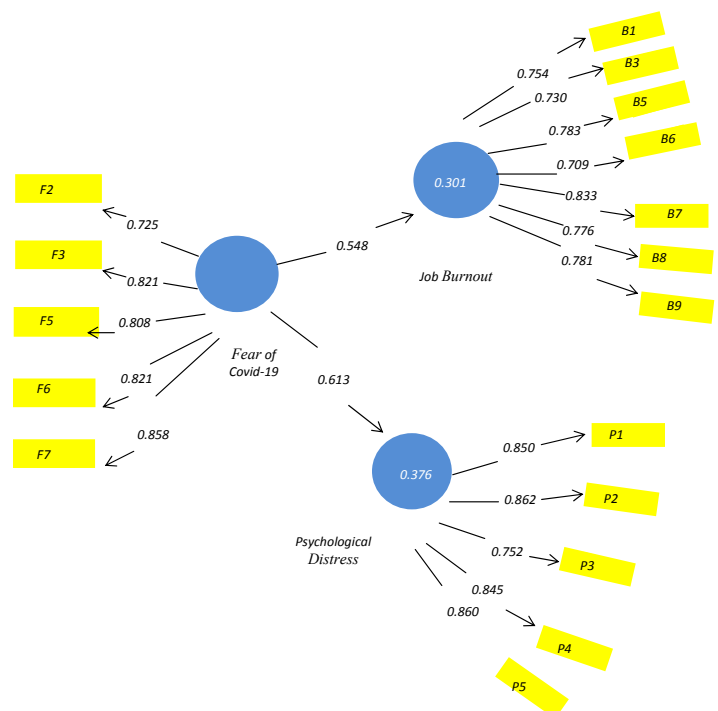 B1
B3
0.754
0.730
B5
0.783
B6
0.709
0.301
0.833
B7
0.776
B8
0.781
B9
Job Burnout
F2
0.725
F3
0.821
F5
0.808
F6
0.821
F7
0.858
0.548
Fear of
Covid-19
0.613
0.376
Psychological
Distress
P1
0.850
P2
0.862
0.752
P3
0.845
0.860
P4
P5